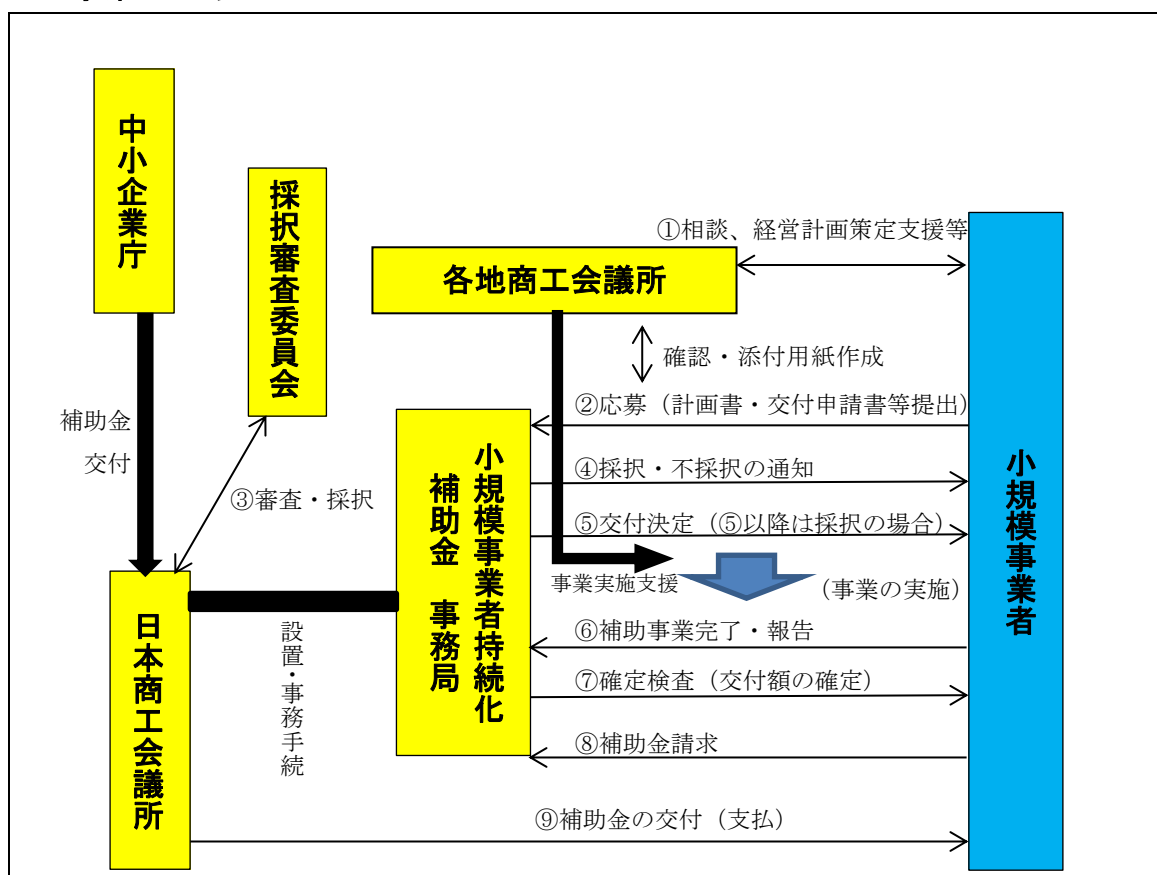 中小企業庁
採択審査委員会
①相談、経営計画策定支援等
各地商工会議所
確認・添付用紙作成
②応募（計画書・交付申請書等提出）
補助金
交付
③審査・採択
小規模事業者持続化
補助金　事務局
④採択・不採択の通知
⑤交付決定（⑤以降は採択の場合）
事業実施支援
（事業の実施）
小規模事業者
日本商工会議所
設置・事務手続
⑥補助事業完了・報告
⑦確定検査（交付額の確定）
⑧補助金請求
⑨補助金の交付（支払）